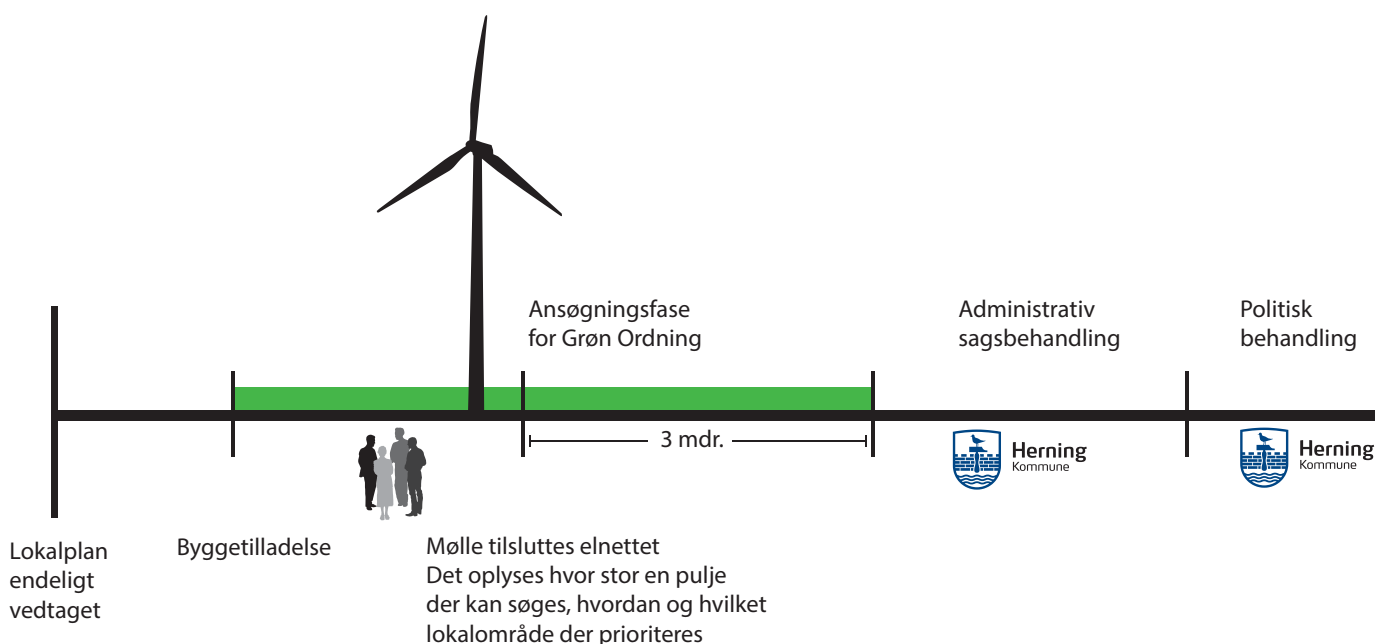 Ansøgningsfase
for Grøn Ordning
Administrativ
sagsbehandling
Politisk
behandling
3 mdr.
Herning
Kommune
Herning
Kommune
Lokalplan
endeligt
vedtaget
Byggetilladelse
Mølle tilsluttes elnettet
Det oplyses hvor stor en pulje
der kan søges, hvordan og hvilket
lokalområde der prioriteres